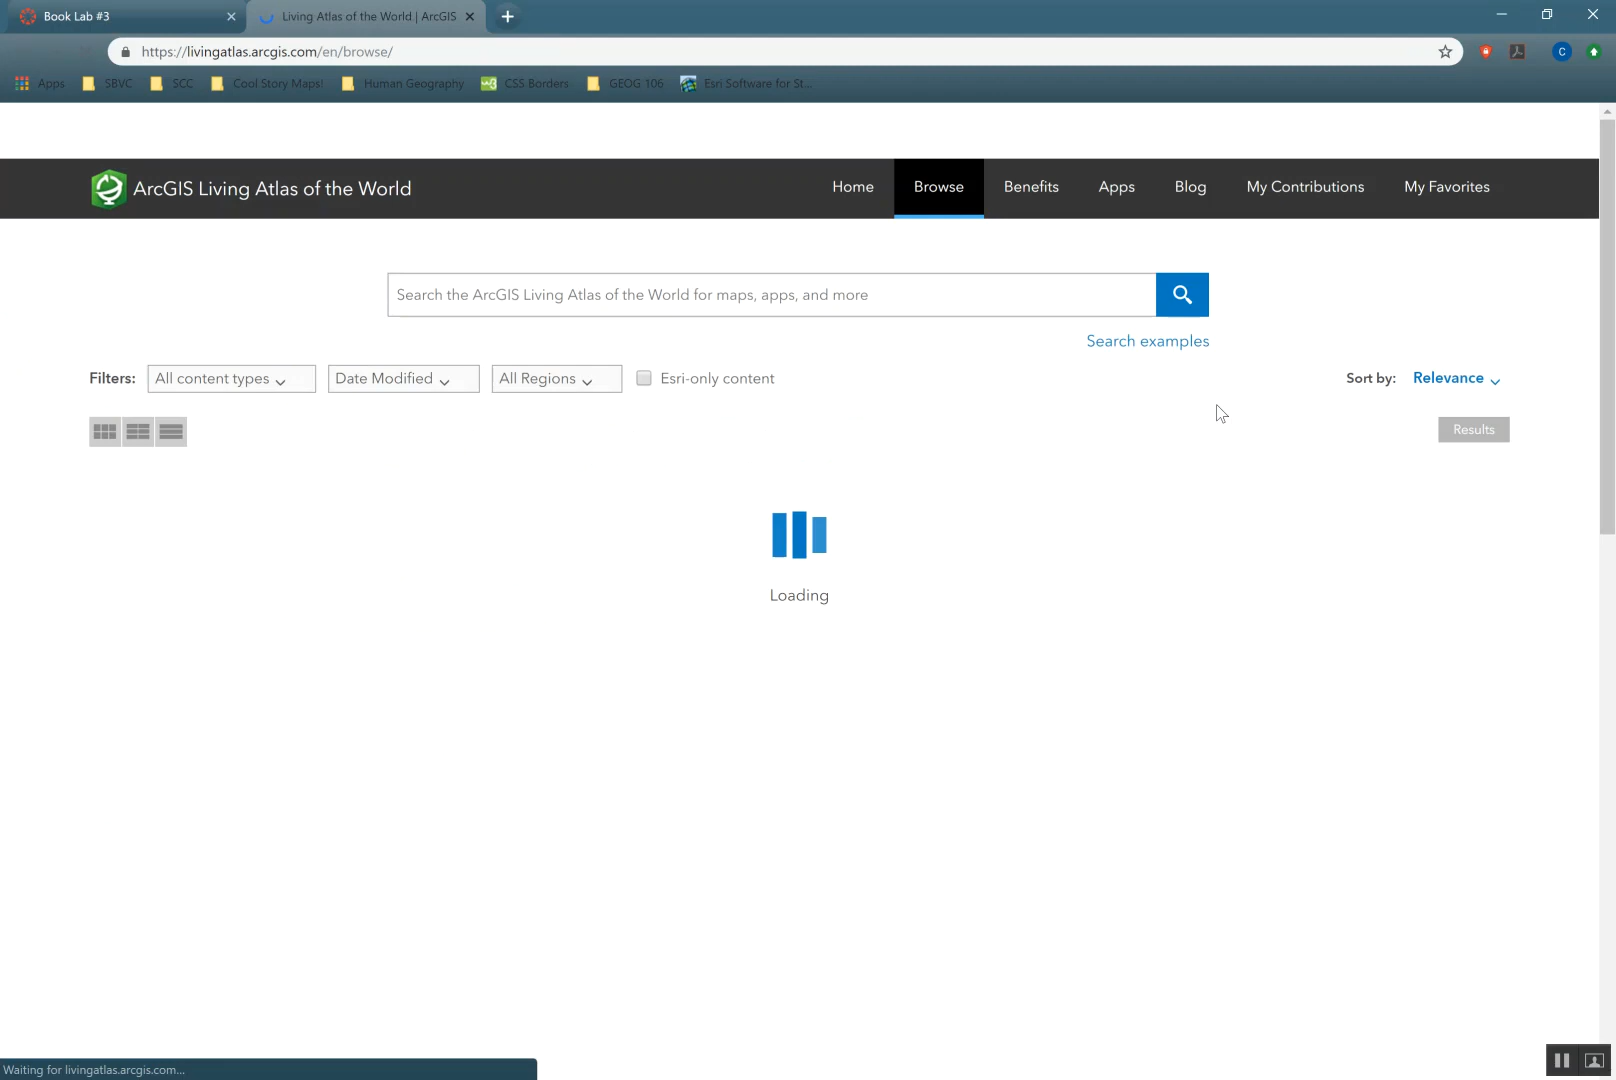 Book Lab #3
Living Atlas of the World | ArcGIS
https://livingatlas.arcgis.com/en/browse/
C
Apps
SBVC
SCC
Cool Story Maps!
Human Geography
CSS Borders
GEOG 106
Esri Software for St...
ArcGIS Living Atlas of the World
Home
Browse
Benefits
Apps
Blog
My Contributions
My Favorites
Search the ArcGIS Living Atlas of the World for maps, apps, and more
Search examples
Filters:
All content types
Date Modified
All Regions
Esri-only content
Sort by:
Relevance
Results
Loading
Waiting for livingatlas.arcgis.com...